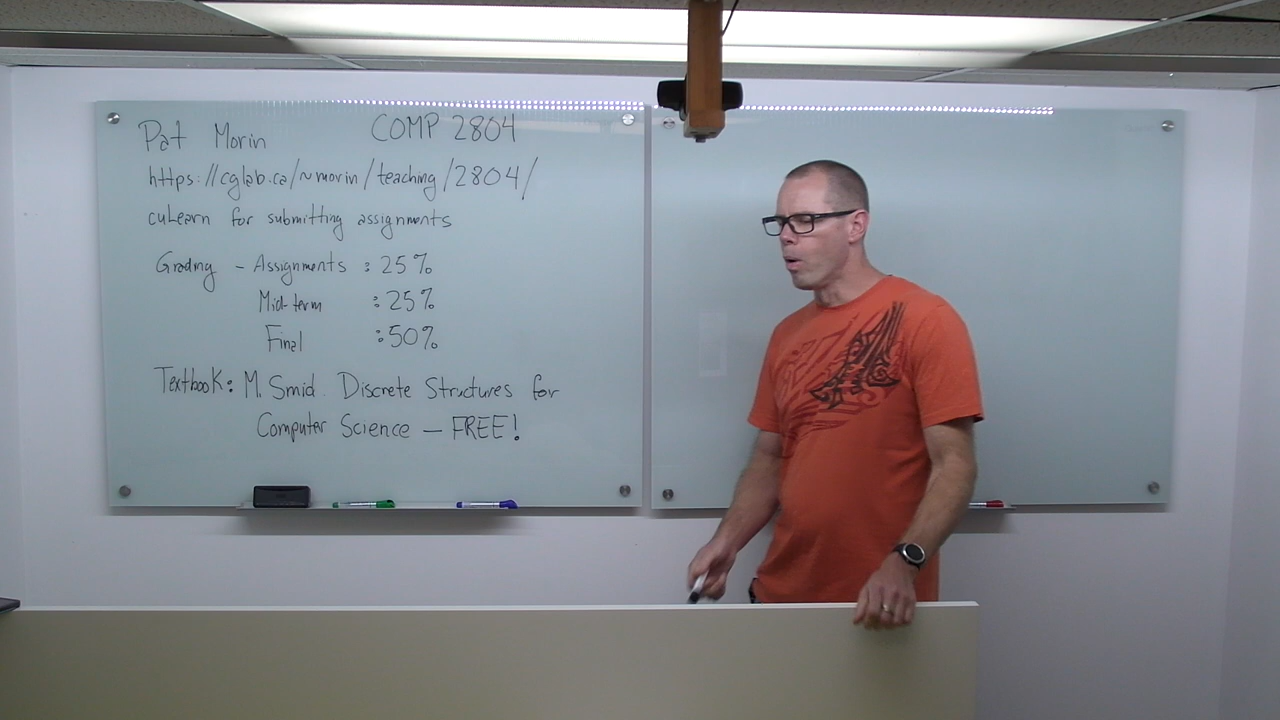 Pat Morin COMP 2804
https://cglab.ca/~morin/teaching/2804/
cuLearn for submitting assignments
Grading - Assignments : 25%
Mid-term : 25%
Final : 50%
Textbook: M. Smid. Discrete Structures for
Computer Science — FREE!